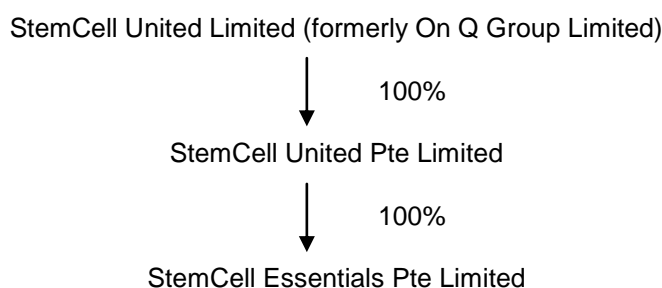 StemCell United Limited (formerly On Q Group Limited)
100%
StemCell United Pte Limited
100%
StemCell Essentials Pte Limited